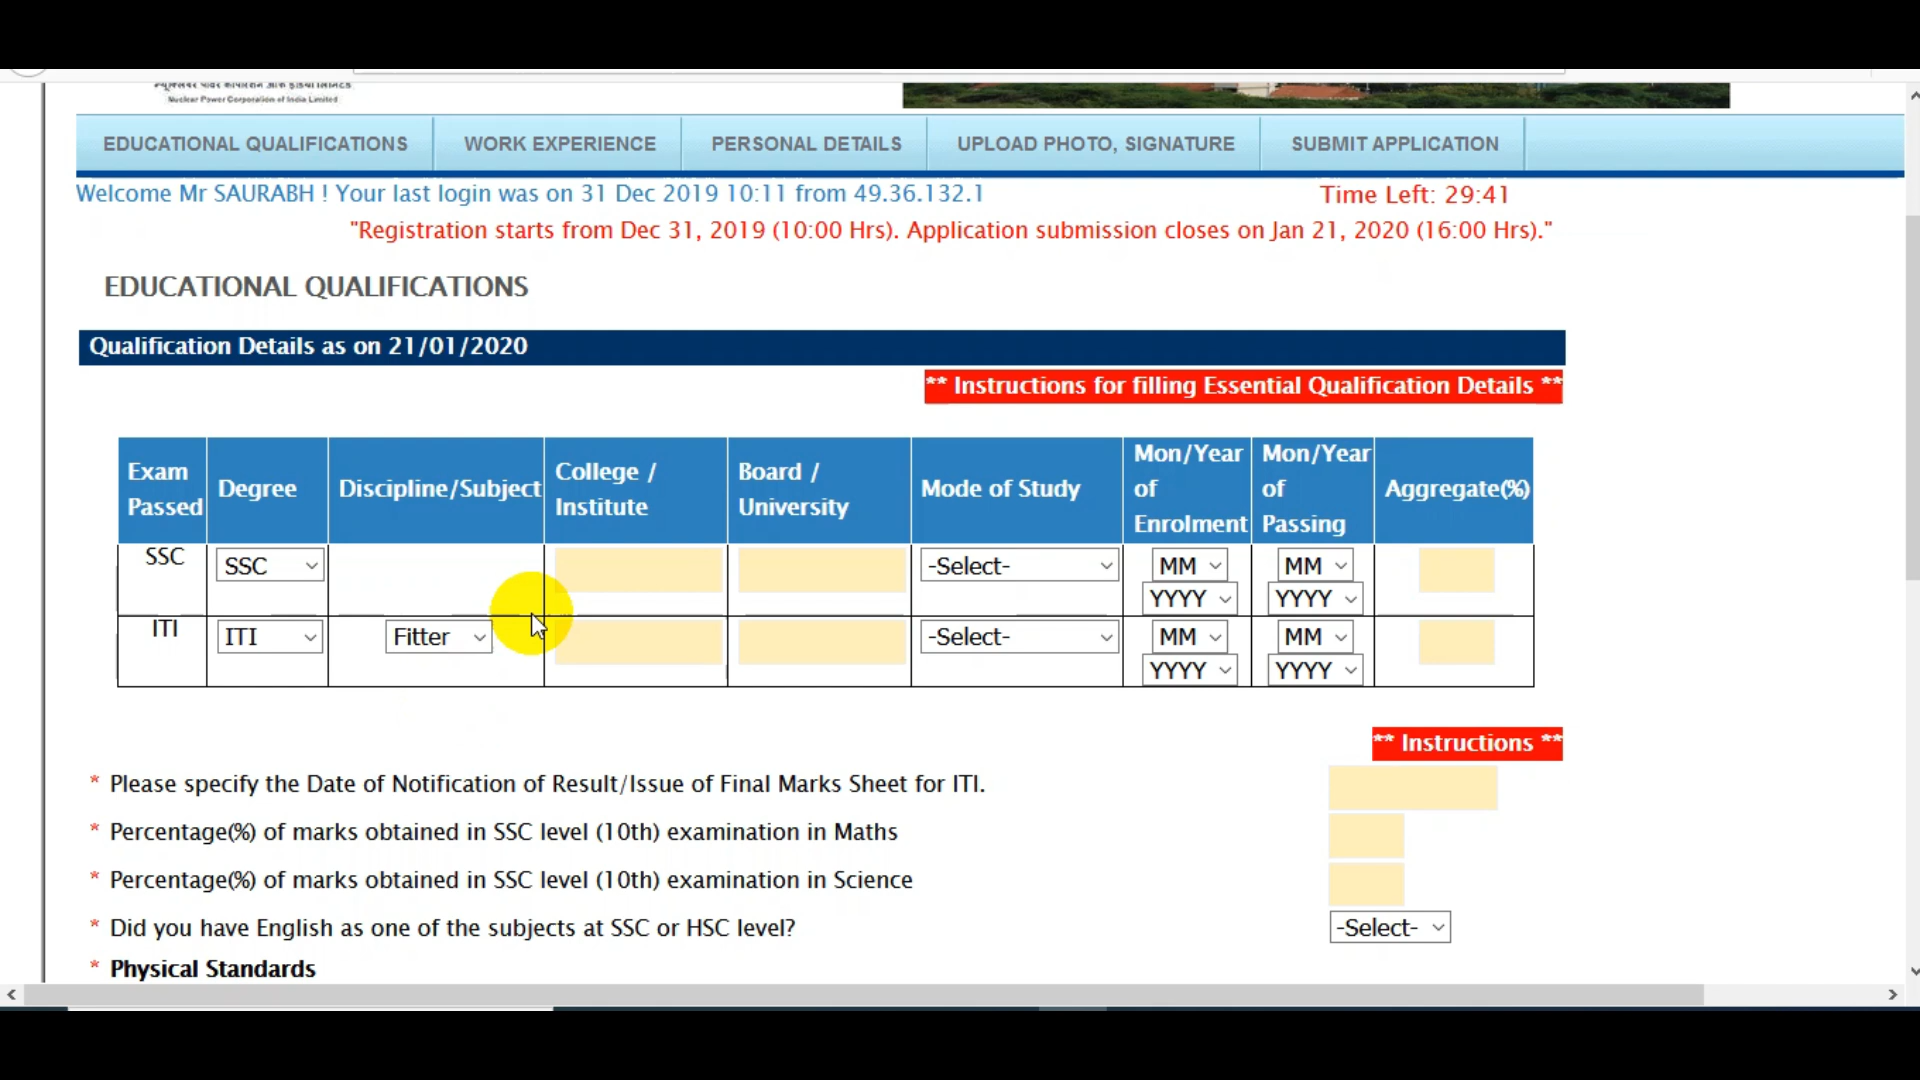 Nuclear Power Corporation of India Limited
EDUCATIONAL QUALIFICATIONS WORK EXPERIENCE PERSONAL DETAILS UPLOAD PHOTO, SIGNATURE SUBMIT APPLICATION
Welcome Mr SAURABH ! Your last login was on 31 Dec 2019 10:11 from 49.36.132.1 Time Left: 29:41
"Registration starts from Dec 31, 2019 (10:00 Hrs). Application submission closes on Jan 21, 2020 (16:00 Hrs)."
EDUCATIONAL QUALIFICATIONS
Qualification Details as on 21/01/2020
** Instructions for filling Essential Qualification Details **
Exam Passed Degree Discipline/Subject College / Institute Board / University Mode of Study Mon/Year of Enrolment Mon/Year of Passing Aggregate(%)
SSC SSC -Select- MM MM
YYYY YYYY
ITI ITI Fitter -Select- MM MM
YYYY YYYY
** Instructions **
* Please specify the Date of Notification of Result/Issue of Final Marks Sheet for ITI.
* Percentage(%) of marks obtained in SSC level (10th) examination in Maths
* Percentage(%) of marks obtained in SSC level (10th) examination in Science
* Did you have English as one of the subjects at SSC or HSC level? -Select-
* Physical Standards